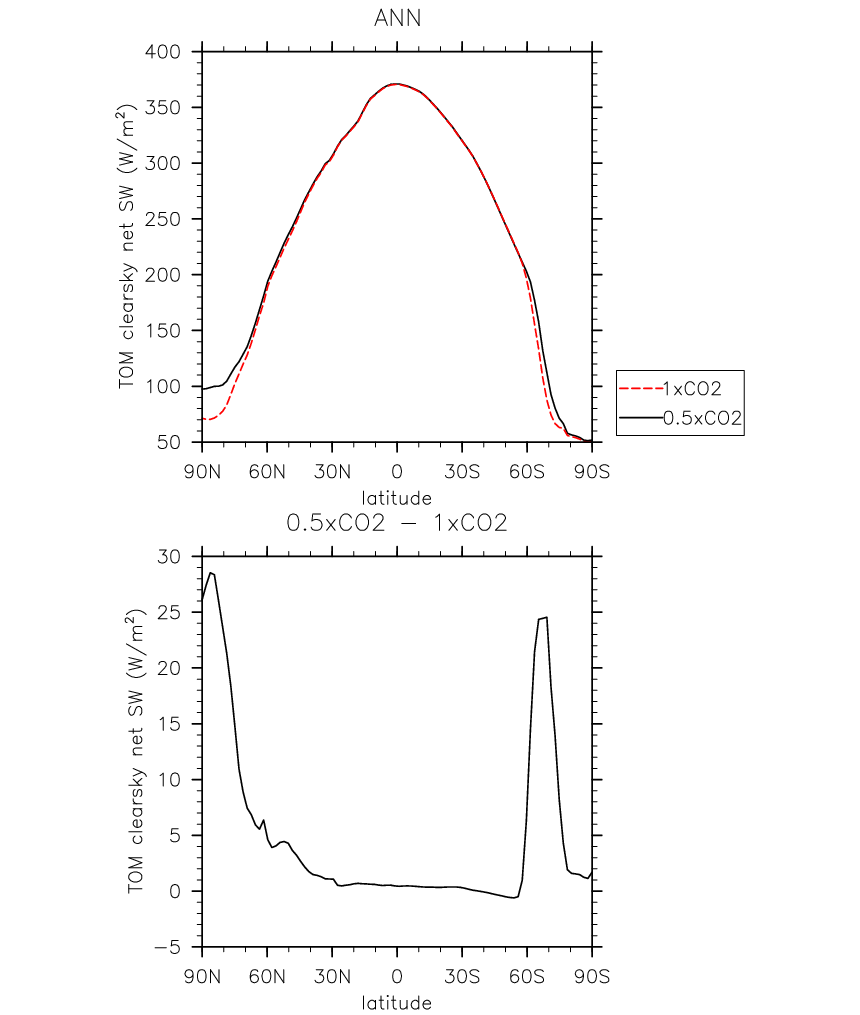 ANN
TOM clearsky net SW (W/m²)
400
350
300
250
200
150
100
50
90N 60N 30N 0 30S 60S 90S
latitude
1xCO2
0.5xCO2
0.5xCO2 − 1xCO2
TOM clearsky net SW (W/m²)
30
25
20
15
10
5
0
−5
90N 60N 30N 0 30S 60S 90S
latitude